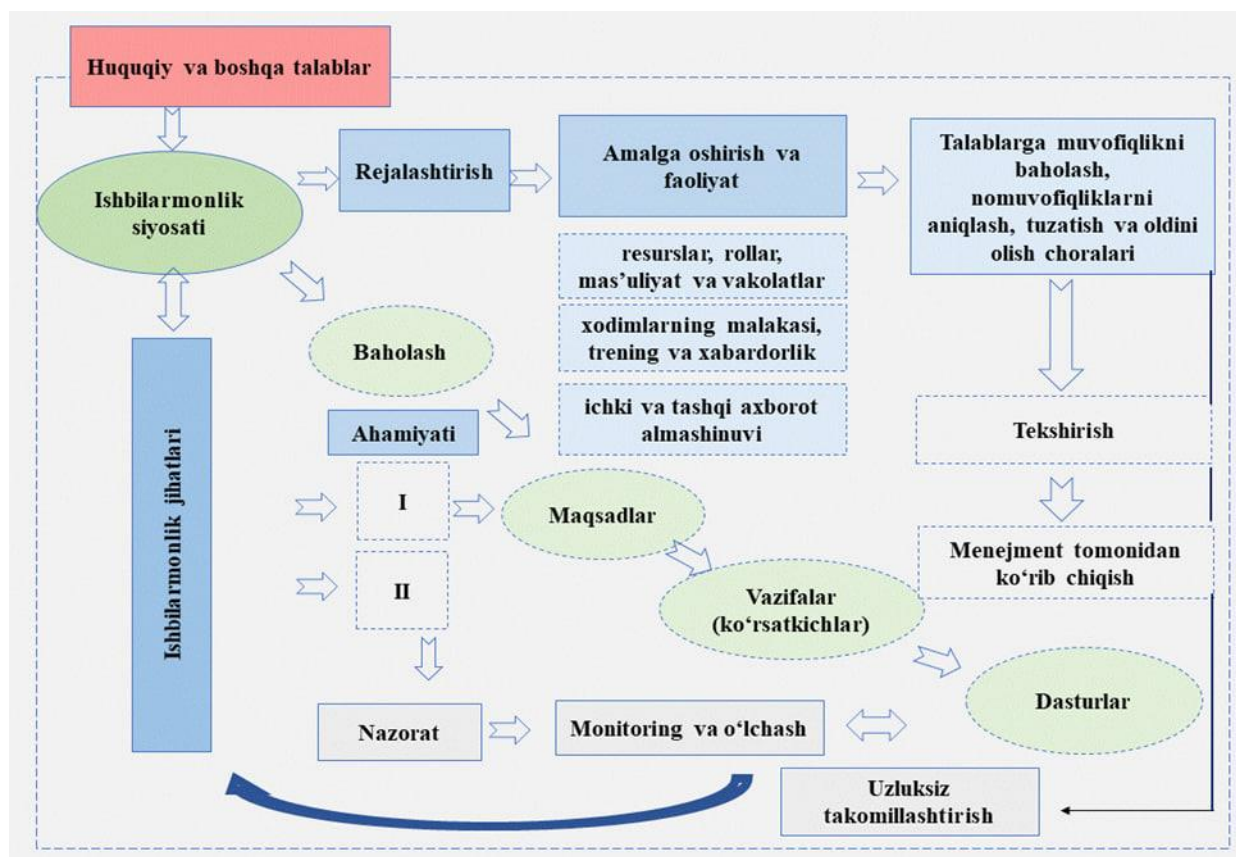 Huquqiy va boshqa talablar
Ishbilarmonlik
siyosati
Rejalashtirish
Amalga oshirish va
faoliyat
Talablarga muvofiqlikni
baholash,
nomuvofiqliklarni
aniqlash, tuzatish va oldini
olish choralari
resurslar, rollar,
mas’uliyat va vakolatlar
xodimlarning malakasi,
trening va xabardorlik
ichki va tashqi axborot
almashinuvi
Baholash
Ahamiyati
Ishbilarmonlik jihatlari
I
II
Maqsadlar
Tekshirish
Menejment tomonidan
ko‘rib chiqish
Vazifalar
(ko‘rsatkichlar)
Dasturlar
Nazorat
Monitoring va o‘lchash
Uzluksiz
takomillashtirish